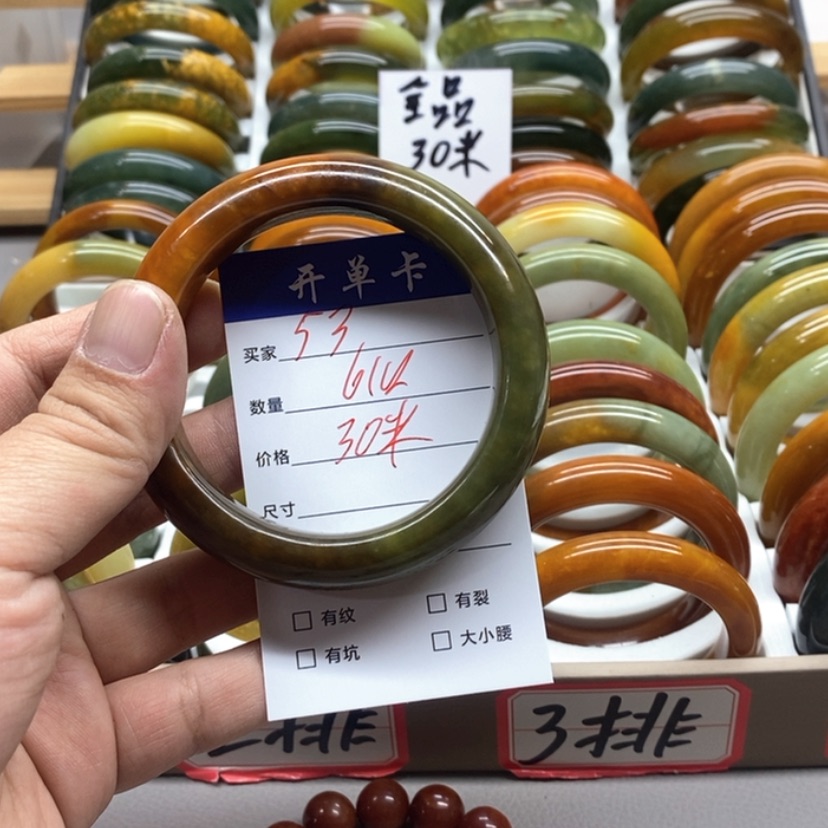 全品
30米
开单卡
买家 53
数量
价格 30米
尺寸
有纹
有裂
有坑
大小腰
3排